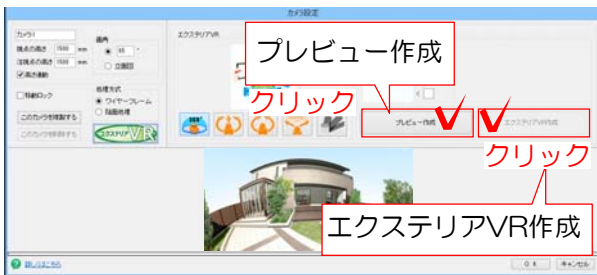 カメラ設定
カメラ1
視点の高さ 1500 mm
注視点の高さ 1500 mm
高さ連動
移動ロック
このカメラを複製する
このカメラを削除する
画角
85 °
立面図
処理方式
ワイヤーフレーム
陰面処理
エクステリアVR
エクステリアVR
360°
プレビュー作成
クリック
プレビュー作成
エクステリアVR作成
クリック
エクステリアVR作成
詳しくはこちら
OK
キャンセル